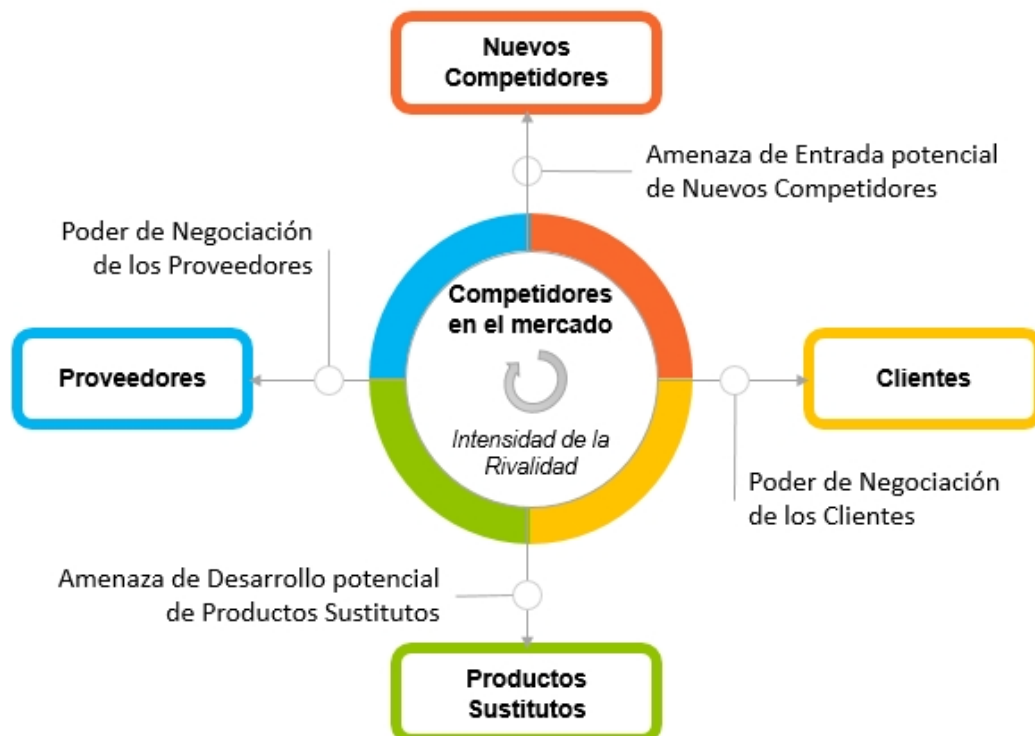 Nuevos
Competidores
Amenaza de Entrada potencial
de Nuevos Competidores
Poder de Negociación
de los Proveedores
Competidores
en el mercado
Proveedores
Clientes
Intensidad de la
Rivalidad
Poder de Negociación
de los Clientes
Amenaza de Desarrollo potencial
de Productos Sustitutos
Productos
Sustitutos